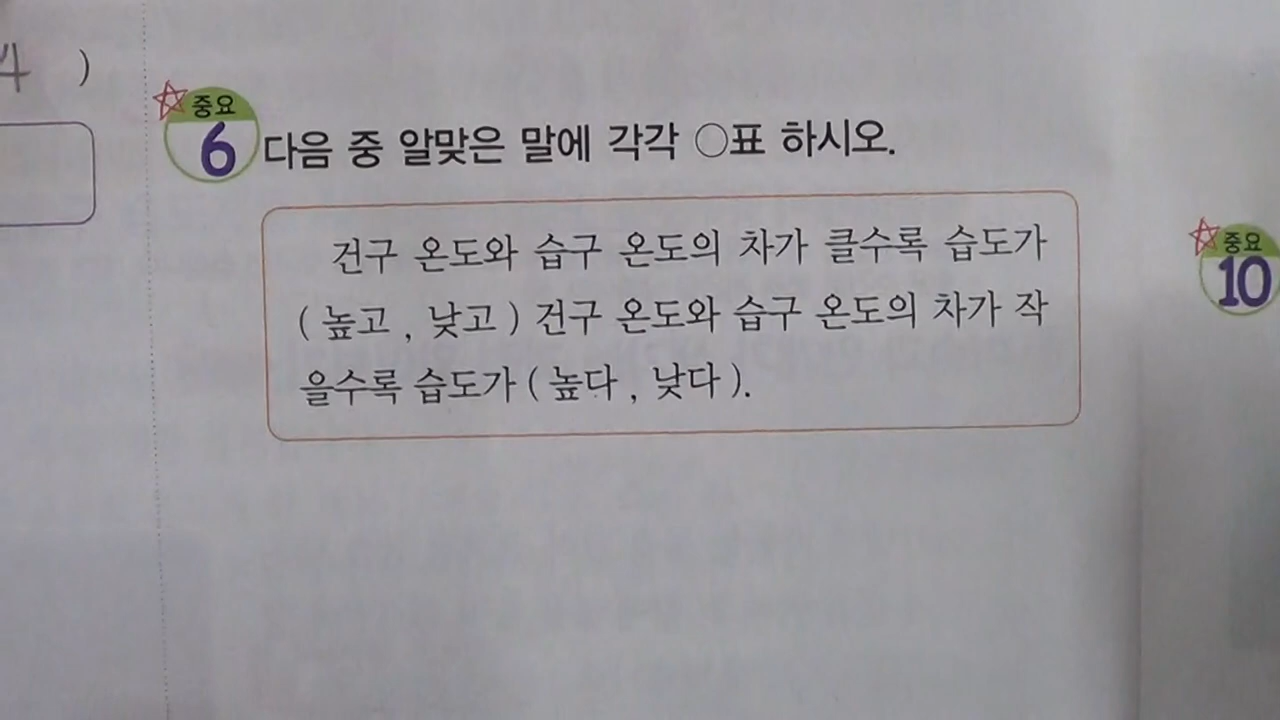 4 )
중요
6 다음 중 알맞은 말에 각각 ○표 하시오.
건구 온도와 습구 온도의 차가 클수록 습도가
( 높고 , 낮고 ) 건구 온도와 습구 온도의 차가 작
을수록 습도가 ( 높다 , 낮다 ).
중요
10